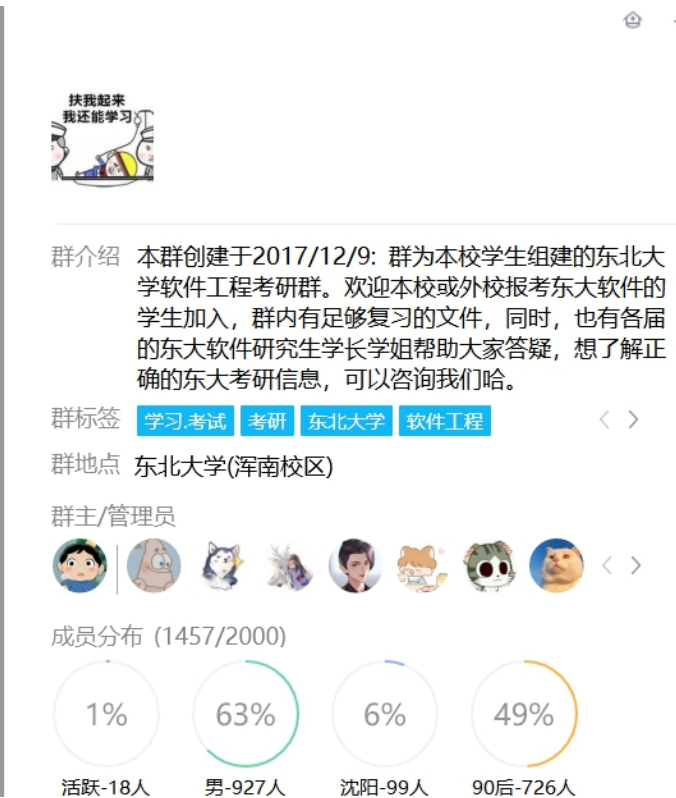 扶我起来
我还能学习
群介绍 本群创建于2017/12/9: 群为本校学生组建的东北大
学软件工程考研群。欢迎本校或外校报考东大软件的
学生加入，群内有足够复习的文件，同时，也有各届
的东大软件研究生学长学姐帮助大家答疑，想了解正
确的东大考研信息，可以咨询我们哈。
群标签 学习.考试 考研 东北大学 软件工程
群地点 东北大学(浑南校区)
群主/管理员
成员分布 (1457/2000)
1% 63% 6% 49%
活跃-18人 男-927人 沈阳-99人 90后-726人